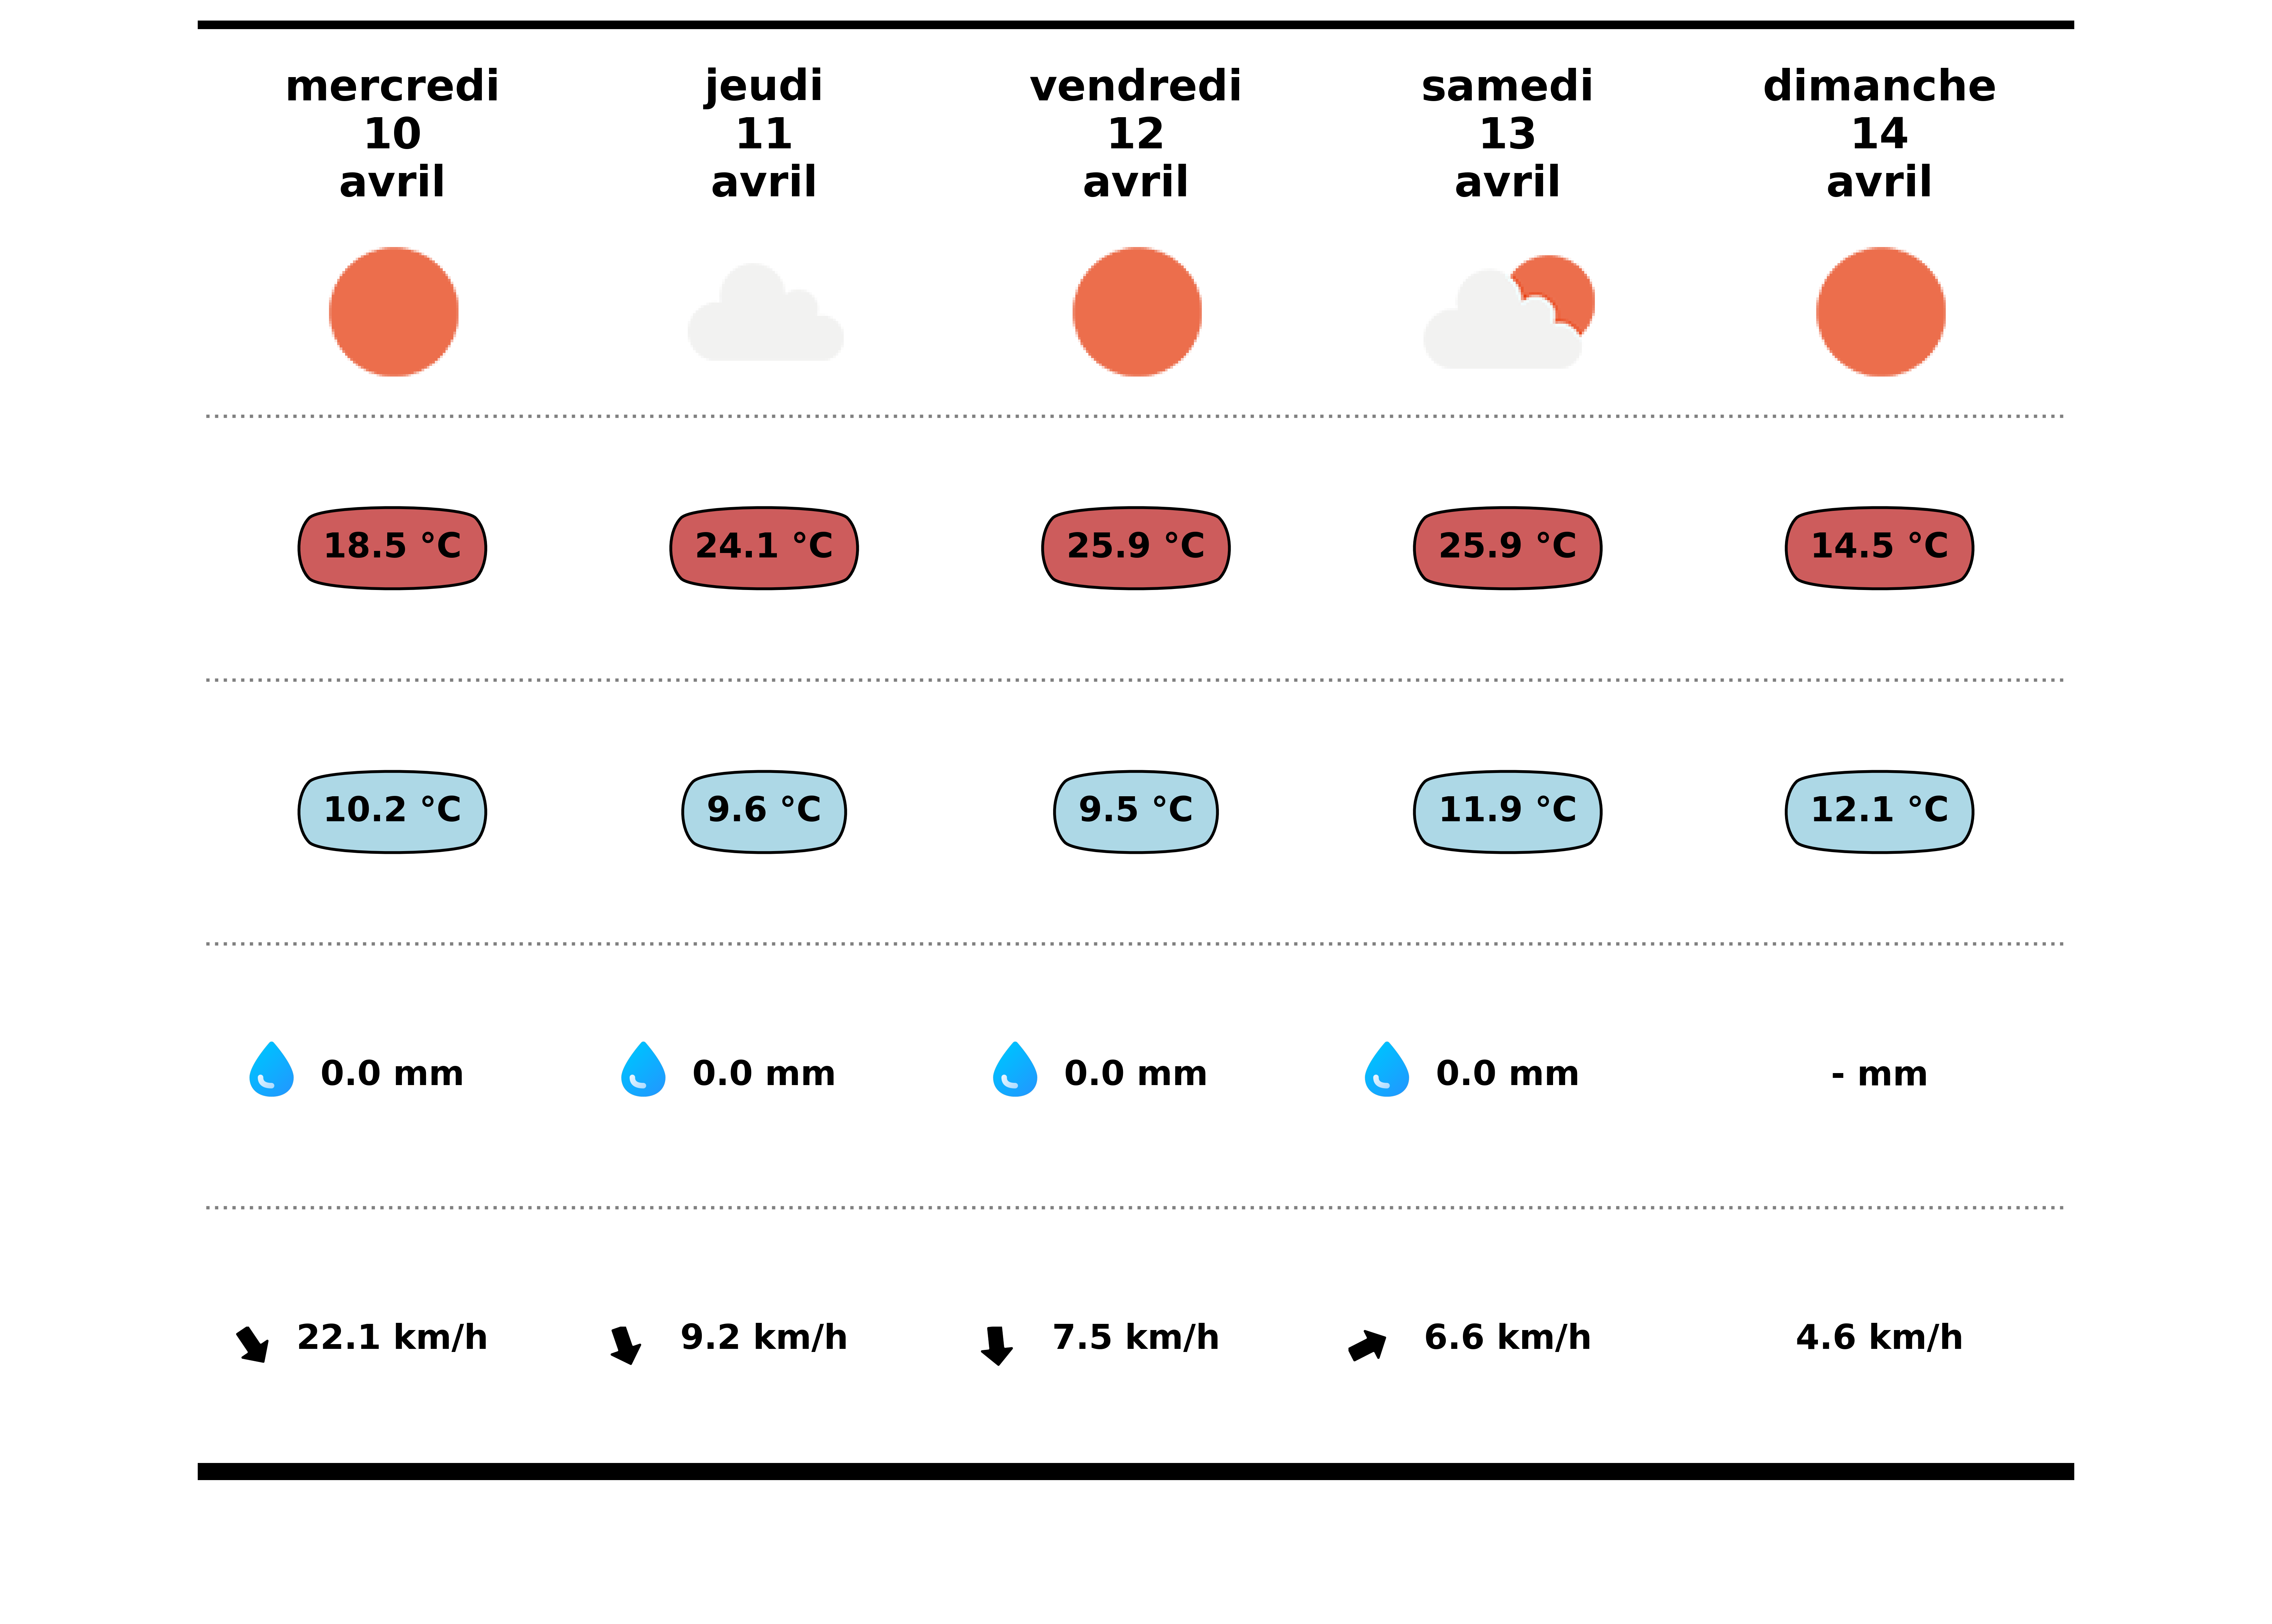 mercredi
10
avril
jeudi
11
avril
vendredi
12
avril
samedi
13
avril
dimanche
14
avril
18.5 °C
24.1 °C
25.9 °C
25.9 °C
14.5 °C
10.2 °C
9.6 °C
9.5 °C
11.9 °C
12.1 °C
0.0 mm
0.0 mm
0.0 mm
0.0 mm
- mm
22.1 km/h
9.2 km/h
7.5 km/h
6.6 km/h
4.6 km/h